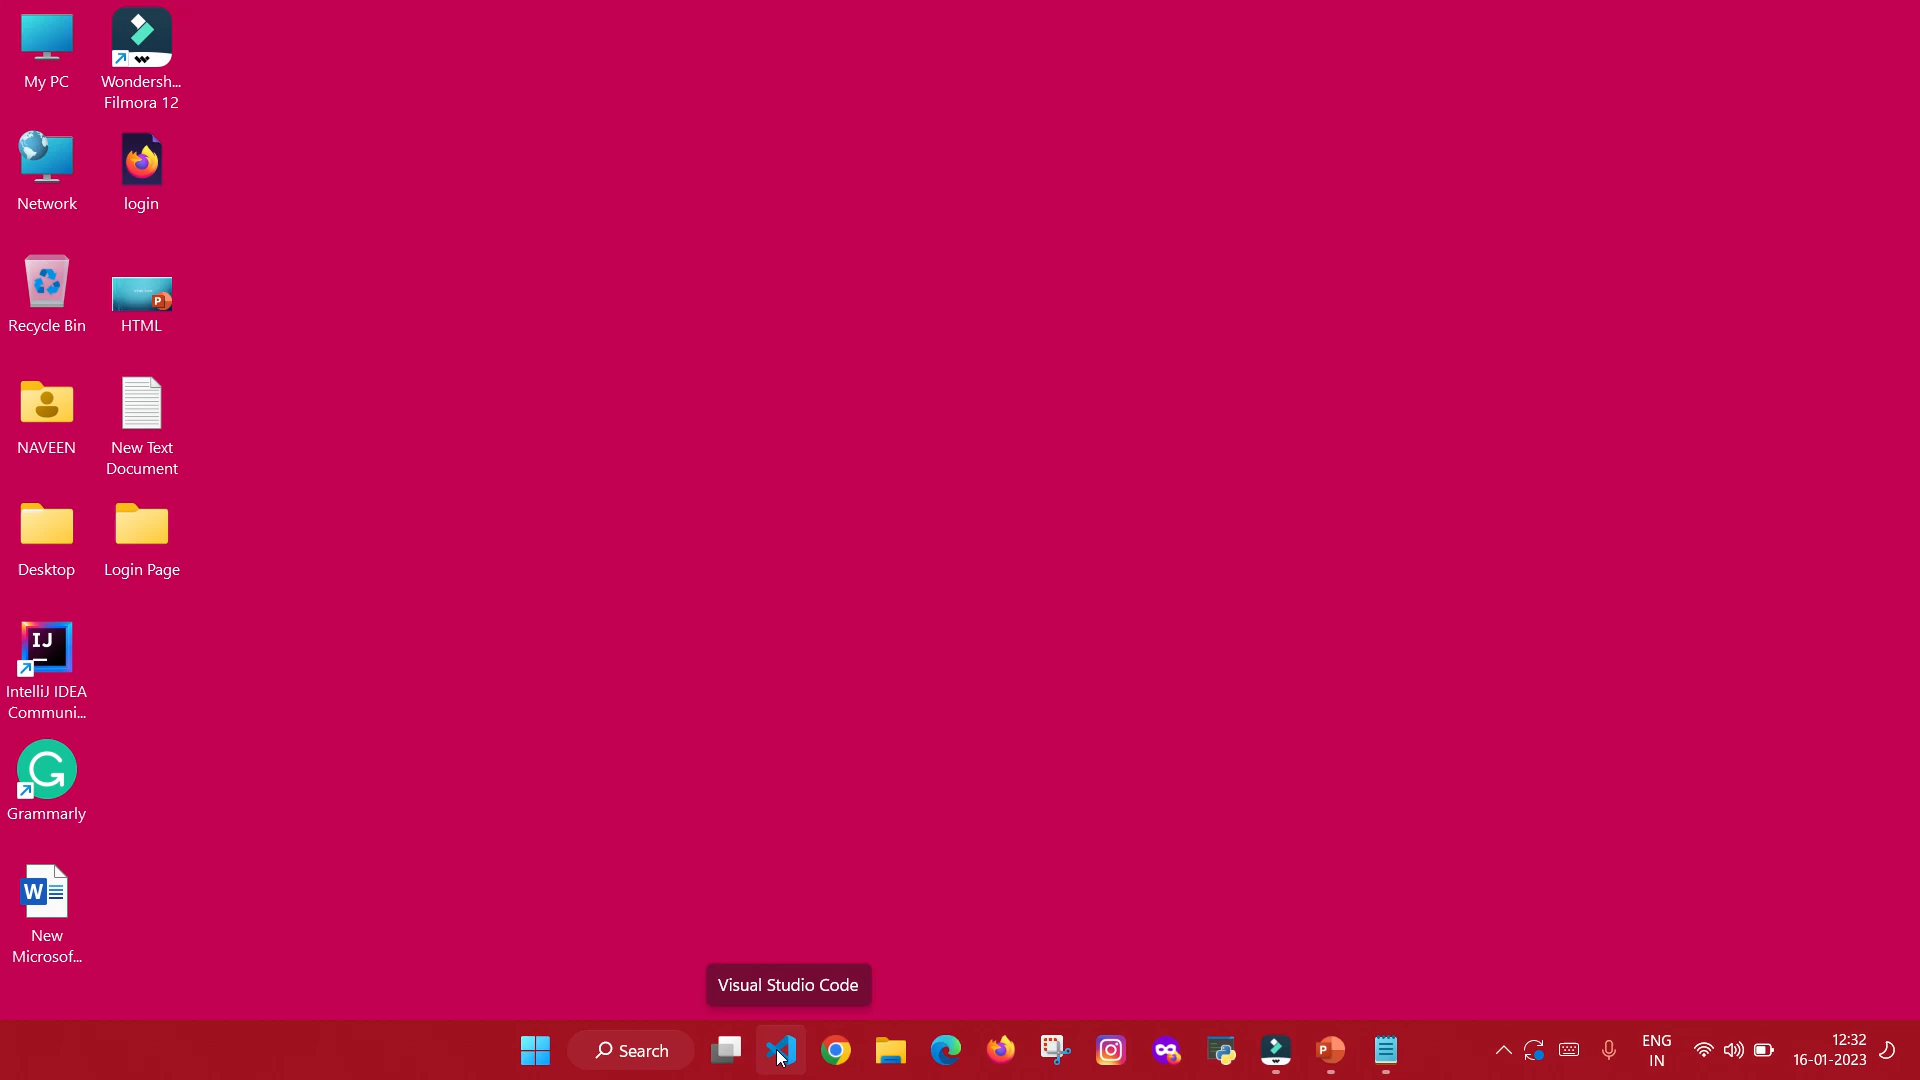 My PC
Wondersh...
Filmora 12
Network
login
Recycle Bin
HTML
NAVEEN
New Text
Document
Desktop
Login Page
IJ
IntelliJ IDEA
Communi...
G
Grammarly
W
New
Microsof...
Visual Studio Code
Search
P
ENG
IN
12:32
16-01-2023